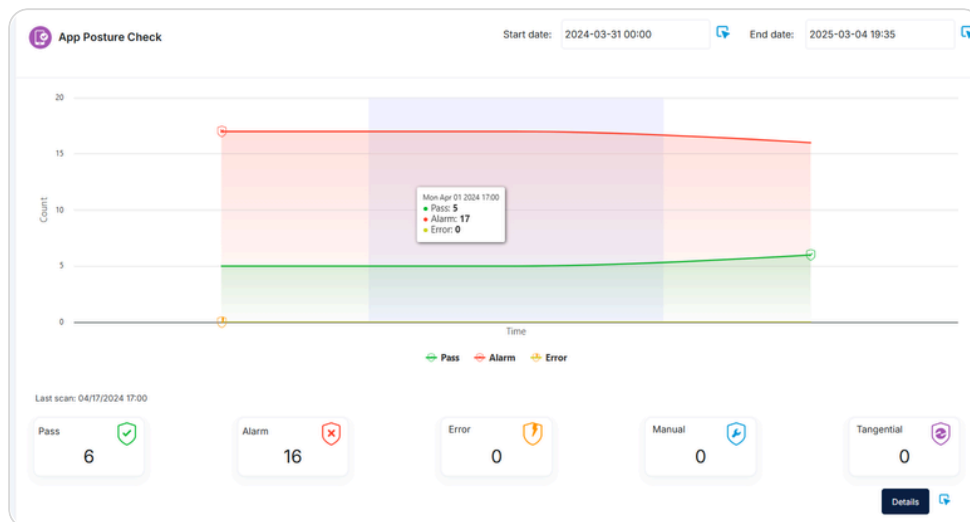 App Posture Check
Start date: 2024-03-31 00:00 End date: 2025-03-04 19:35
20
15
10
5
0
Count
Mon Apr 01 2024 17:00
Pass: 5
Alarm: 17
Error: 0
Time
Pass Alarm Error
Last scan: 04/17/2024 17:00
Pass Alarm Error Manual Tangential
6 16 0 0 0
Details